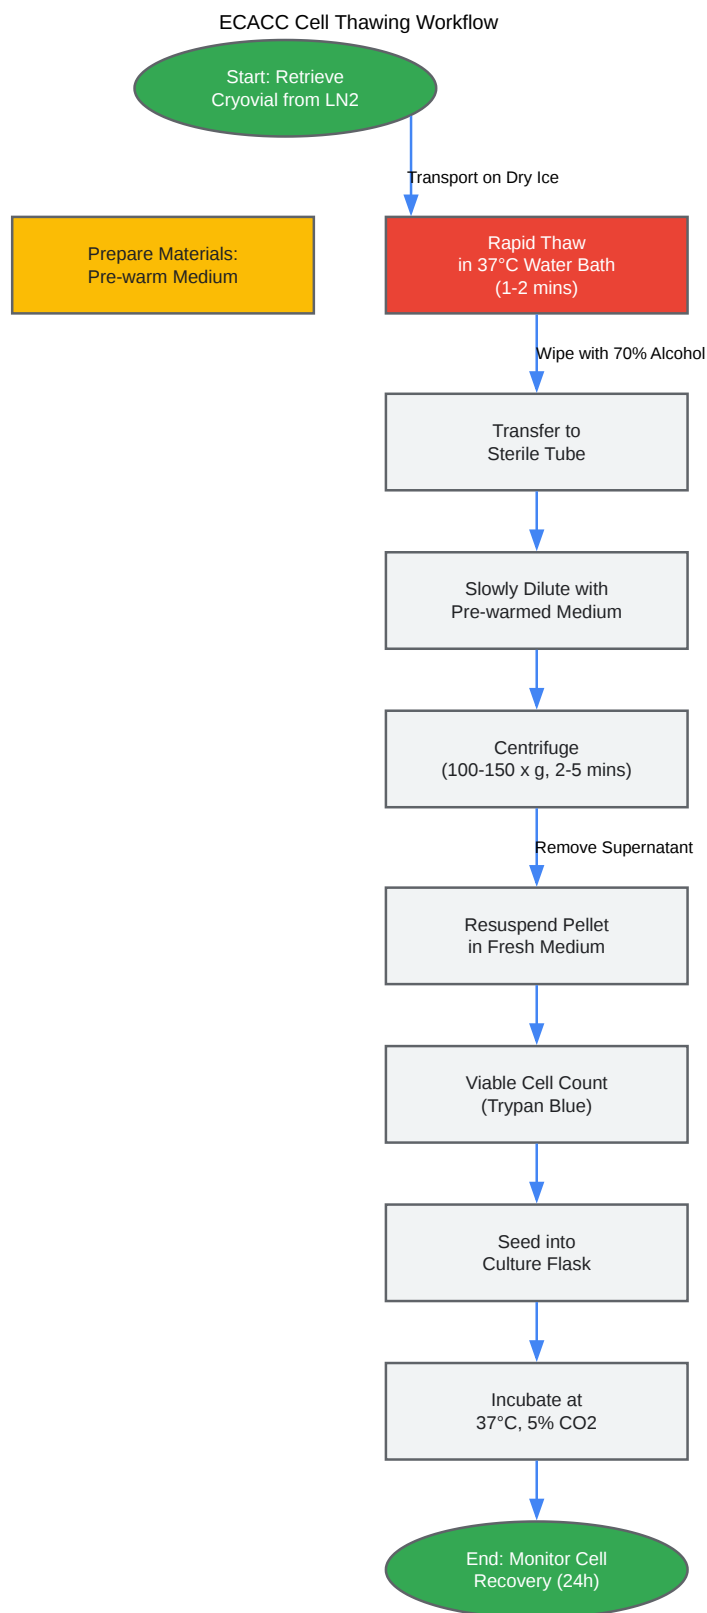 ECACC Cell Thawing Workflow
Start: Retrieve
Cryovial from LN2
Transport on Dry Ice
Prepare Materials:
Pre-warm Medium
Rapid Thaw
in 37°C Water Bath
(1-2 mins)
Wipe with 70% Alcohol
Transfer to
Sterile Tube
Slowly Dilute with
Pre-warmed Medium
Centrifuge
(100-150 x g, 2-5 mins)
Remove Supernatant
Resuspend Pellet
in Fresh Medium
Viable Cell Count
(Trypan Blue)
Seed into
Culture Flask
Incubate at
37°C, 5% CO2
End: Monitor Cell
Recovery (24h)